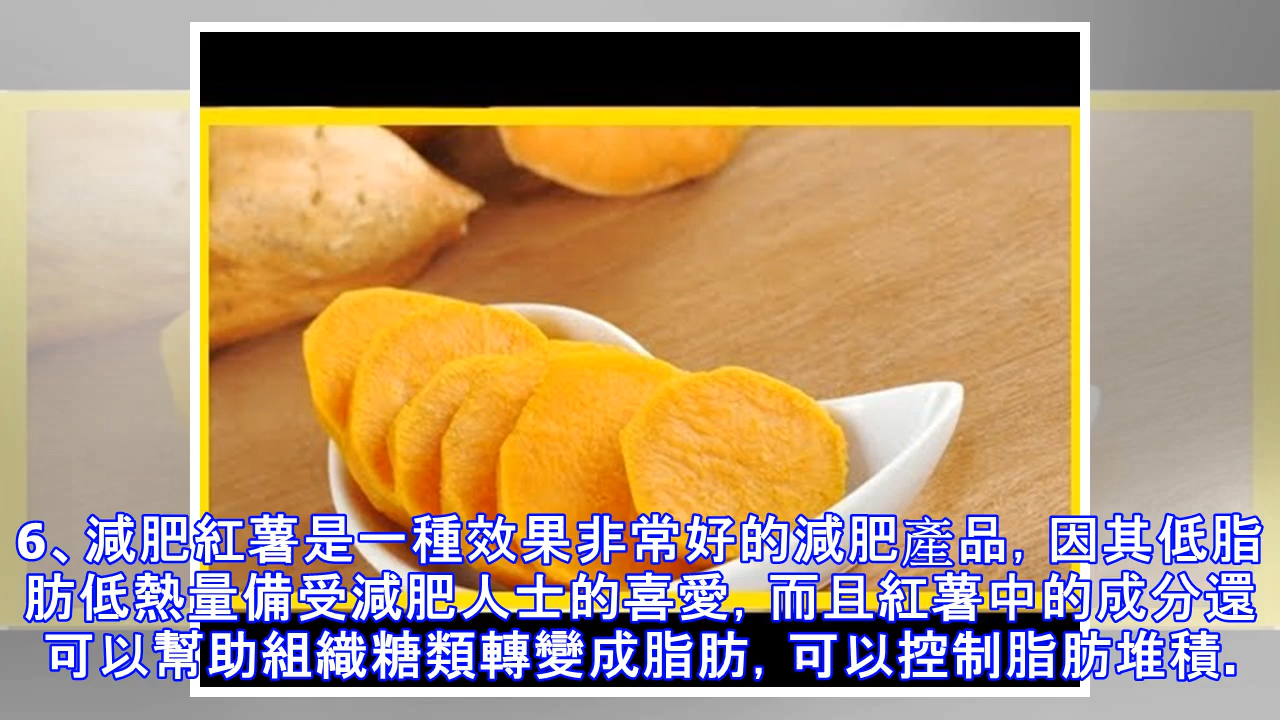 6、減肥紅薯是一種效果非常好的減肥產品, 因其低脂
肪低熱量備受減肥人士的喜愛, 而且紅薯中的成分還
可以幫助組織糖類轉變成脂肪, 可以控制脂肪堆積.